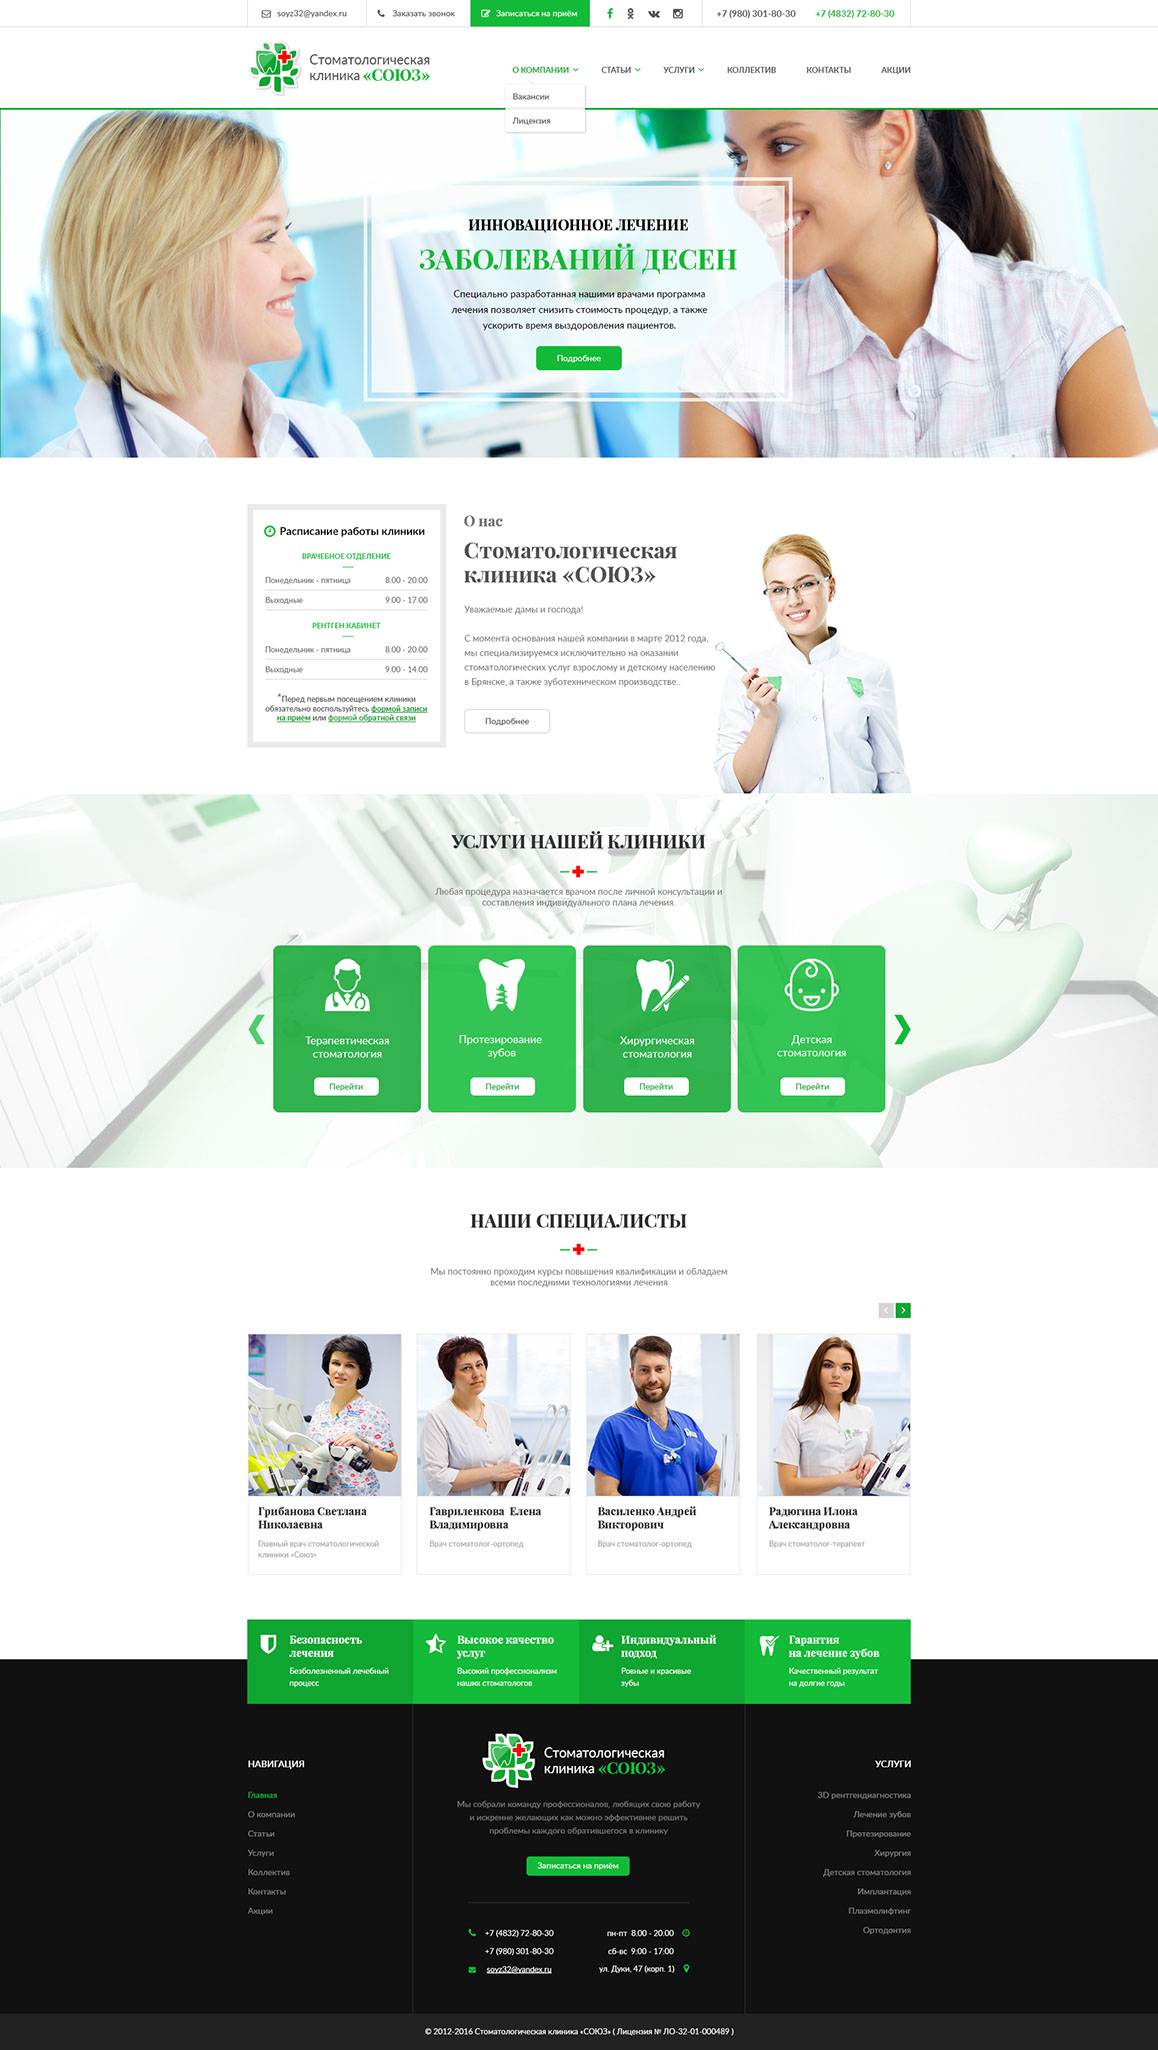 soyz32@yandex.ru
Заказать звонок
Записаться на приём
+7 (980) 301-80-30
+7 (4832) 72-80-30
Стоматологическая
клиника «СОЮЗ»
О КОМПАНИИ
СТАТЬИ
УСЛУГИ
КОЛЛЕКТИВ
КОНТАКТЫ
АКЦИИ
Вакансии
Лицензия
ИННОВАЦИОННОЕ ЛЕЧЕНИЕ
ЗАБОЛЕВАНИЙ ДЕСЕН
Специально разработанная нашими врачами программа
лечения позволяет снизить стоимость процедур, а также
ускорить время выздоровления пациентов.
Подробнее
Расписание работы клиники
ВРАЧЕБНОЕ ОТДЕЛЕНИЕ
Понедельник - пятница 8.00 - 20.00
Выходные 9.00 - 17.00
РЕНТГЕН КАБИНЕТ
Понедельник - пятница 8.00 - 20.00
Выходные 9.00 - 14.00
*Перед первым посещением клиники
обязательно воспользуйтесь формой записи
на приём или формой обратной связи
О нас
Стоматологическая
клиника «СОЮЗ»
Уважаемые дамы и господа!
С момента основания нашей компании в марте 2012 года,
мы специализируемся исключительно на оказании
стоматологических услуг взрослому и детскому населению
в Брянске, а также зуботехническом производстве..
Подробнее
УСЛУГИ НАШЕЙ КЛИНИКИ
Любая процедура назначается врачом после личной консультации и
составления индивидуального плана лечения.
Терапевтическая
стоматология
Перейти
Протезирование
зубов
Перейти
Хирургическая
стоматология
Перейти
Детская
стоматология
Перейти
НАШИ СПЕЦИАЛИСТЫ
Мы постоянно проходим курсы повышения квалификации и обладаем
всеми последними технологиями лечения
Грибанова Светлана
Николаевна
Главный врач стоматологической
клиники «Союз»
Гавриленкова Елена
Владимировна
Врач стоматолог-ортопед
Василенко Андрей
Викторович
Врач стоматолог-ортопед
Радюгина Илона
Александровна
Врач стоматолог-терапевт
Безопасность
лечения
Безболезненный лечебный
процесс
Высокое качество
услуг
Высокий профессионализм
наших стоматологов
Индивидуальный
подход
Ровные и красивые
зубы
Гарантия
на лечение зубов
Качественный результат
на долгие годы
НАВИГАЦИЯ
Главная
О компании
Статьи
Услуги
Коллектив
Контакты
Акции
Стоматологическая
клиника «СОЮЗ»
Мы собрали команду профессионалов, любящих свою работу
и искренне желающих как можно эффективнее решить
проблемы каждого обратившегося в клинику
Записаться на приём
+7 (4832) 72-80-30
+7 (980) 301-80-30
soyz32@yandex.ru
пн-пт 8.00 - 20.00
сб-вс 9:00 - 17:00
ул. Дуки, 47 (корп. 1)
УСЛУГИ
3D рентгендиагностика
Лечение зубов
Протезирование
Хирургия
Детская стоматология
Имплантация
Плазмолифтинг
Ортодонтия
© 2012-2016 Стоматологическая клиника «СОЮЗ» ( Лицензия № ЛО-32-01-000489 )